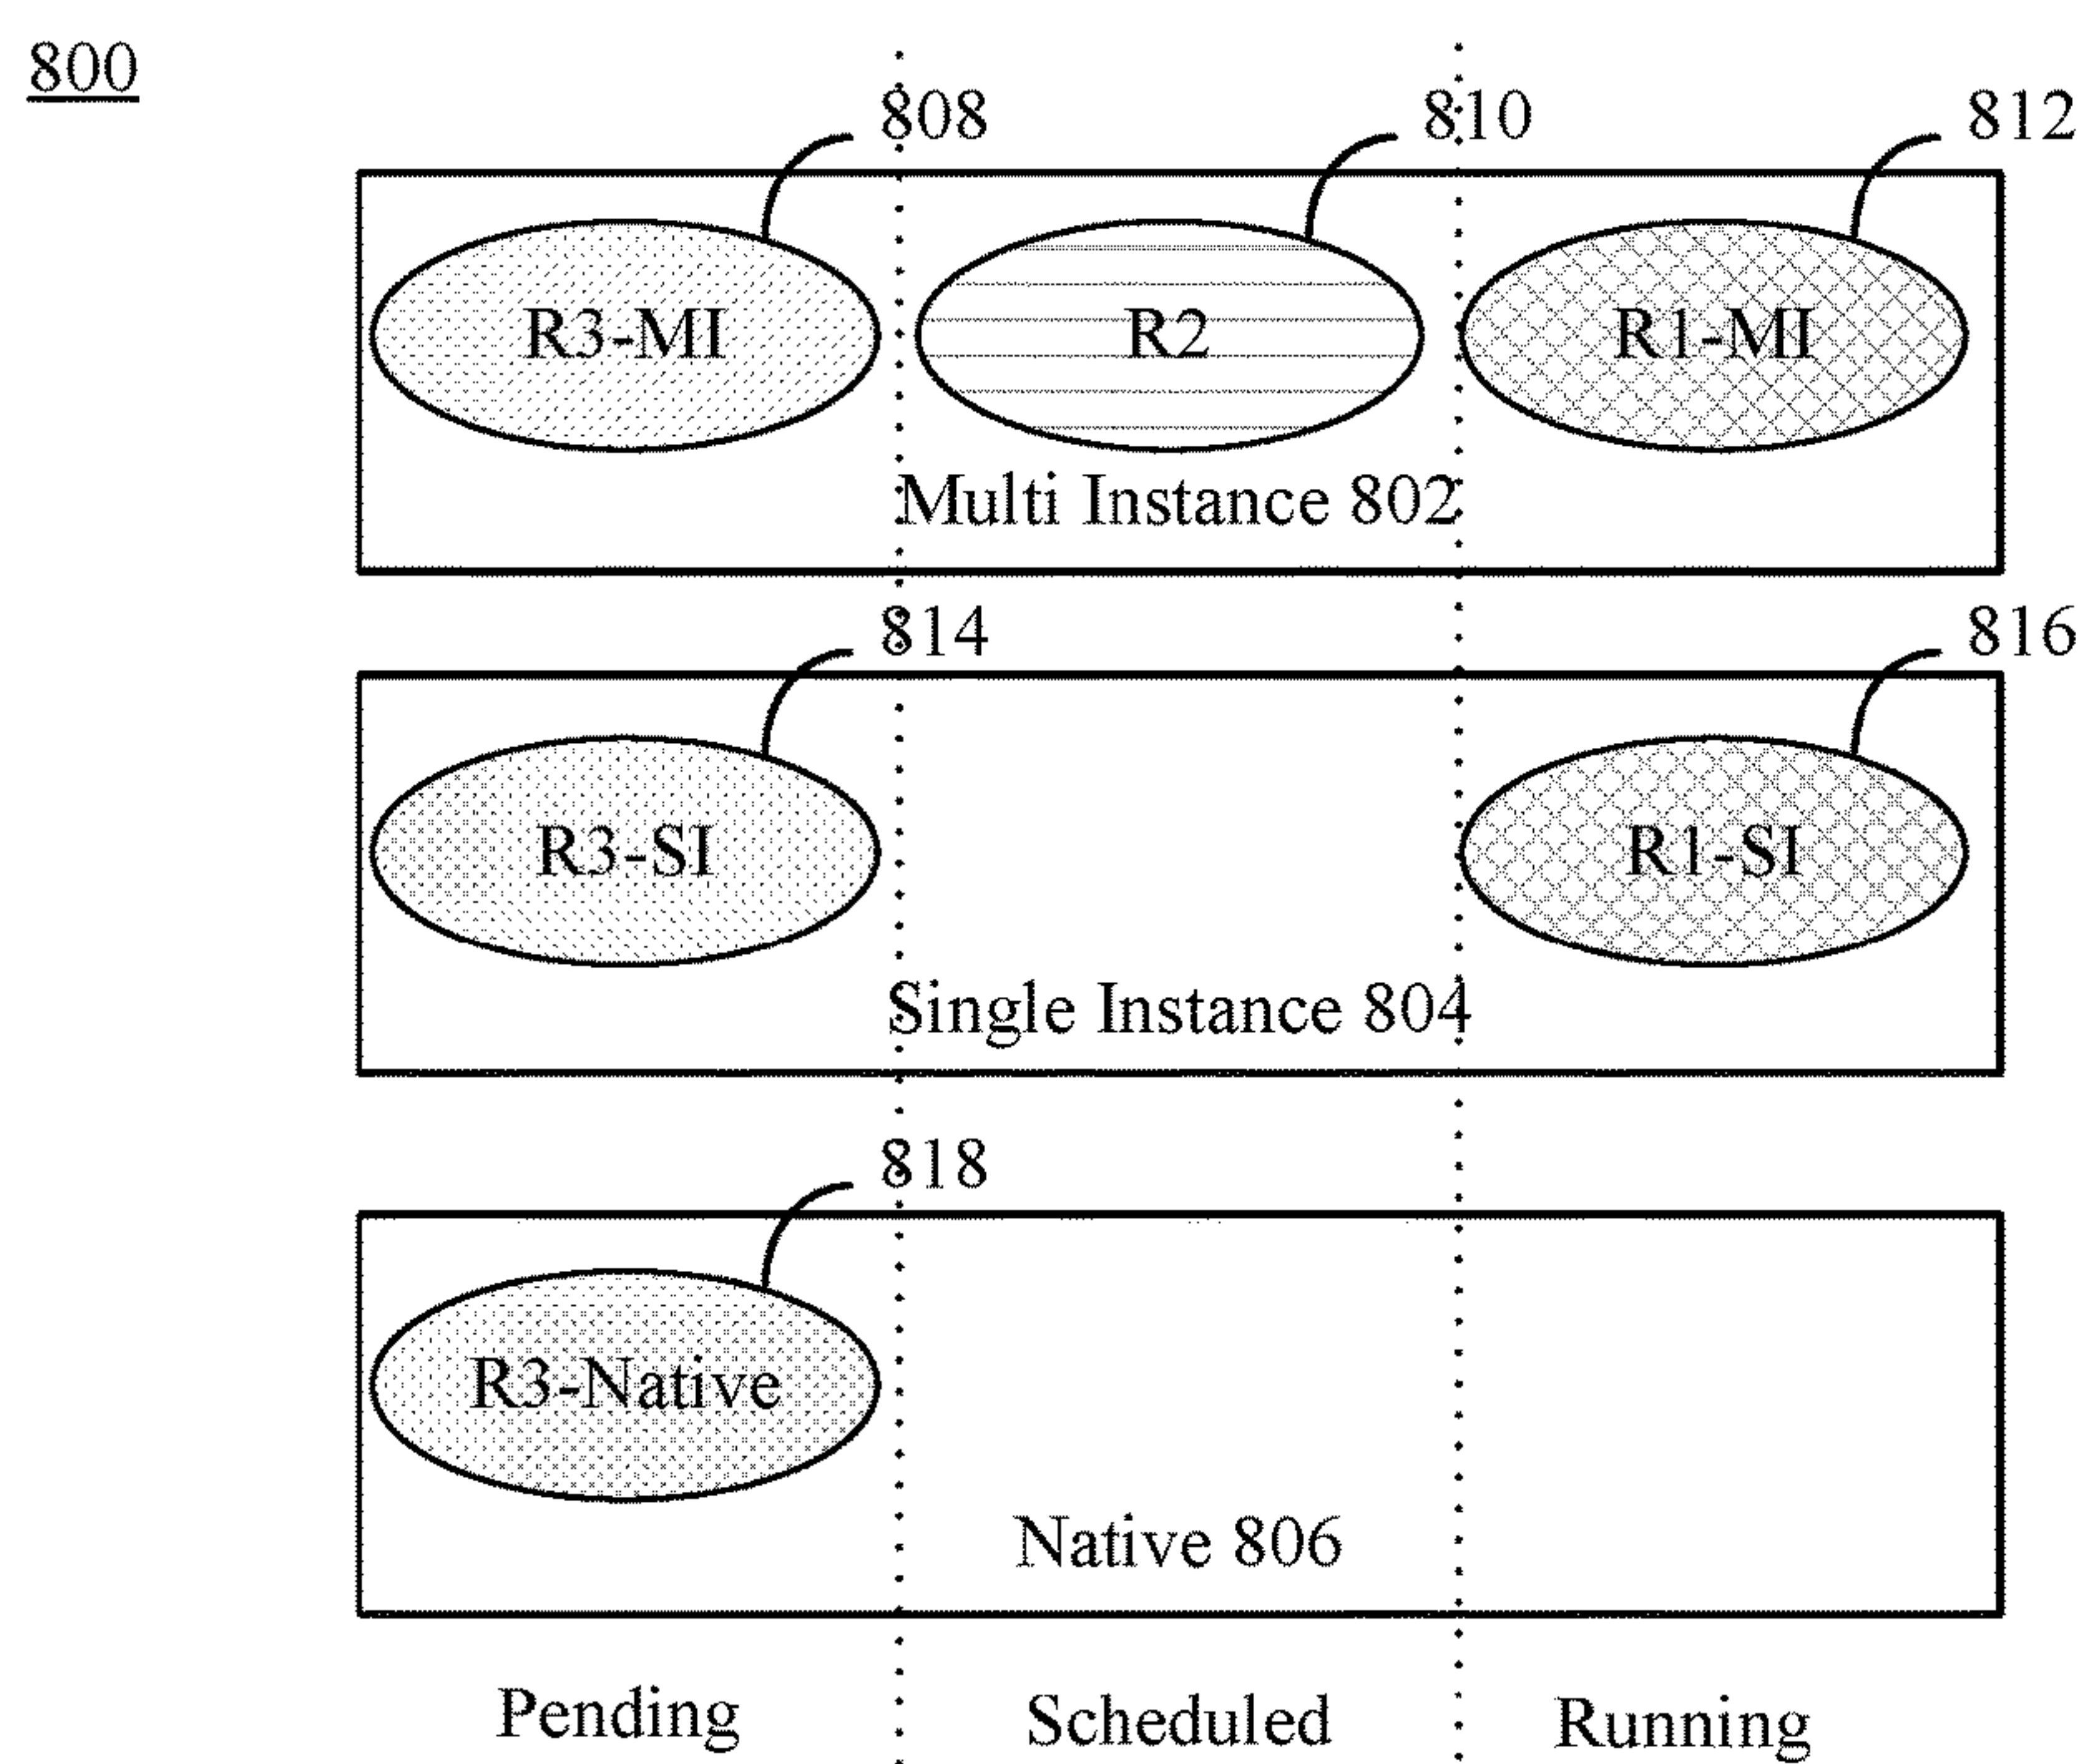 800
808 810 812
R3-MI R2 R1-MI
Multi Instance 802
814 816
R3-SI R1-SI
Single Instance 804
818
R3-Native
Native 806
Pending Scheduled Running